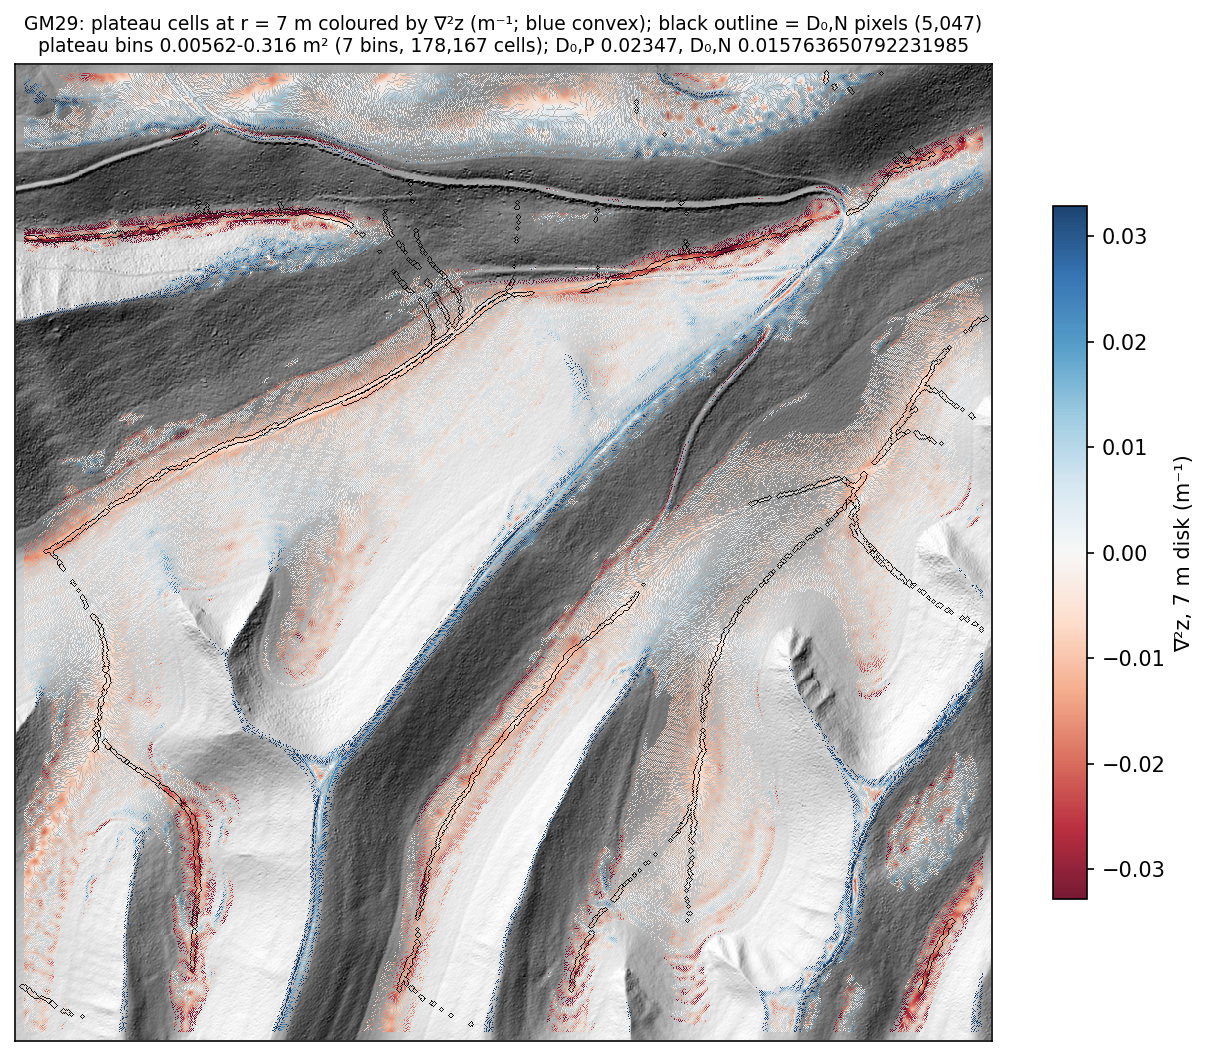 GM29: plateau cells at r = 7 m coloured by ∇²z (m⁻¹; blue convex); black outline = D₀,N pixels (5,047)
plateau bins 0.00562-0.316 m² (7 bins, 178,167 cells); D₀,P 0.02347, D₀,N 0.015763650792231985
0.03
0.02
0.01
0.00
−0.01
−0.02
−0.03
∇²z, 7 m disk (m⁻¹)